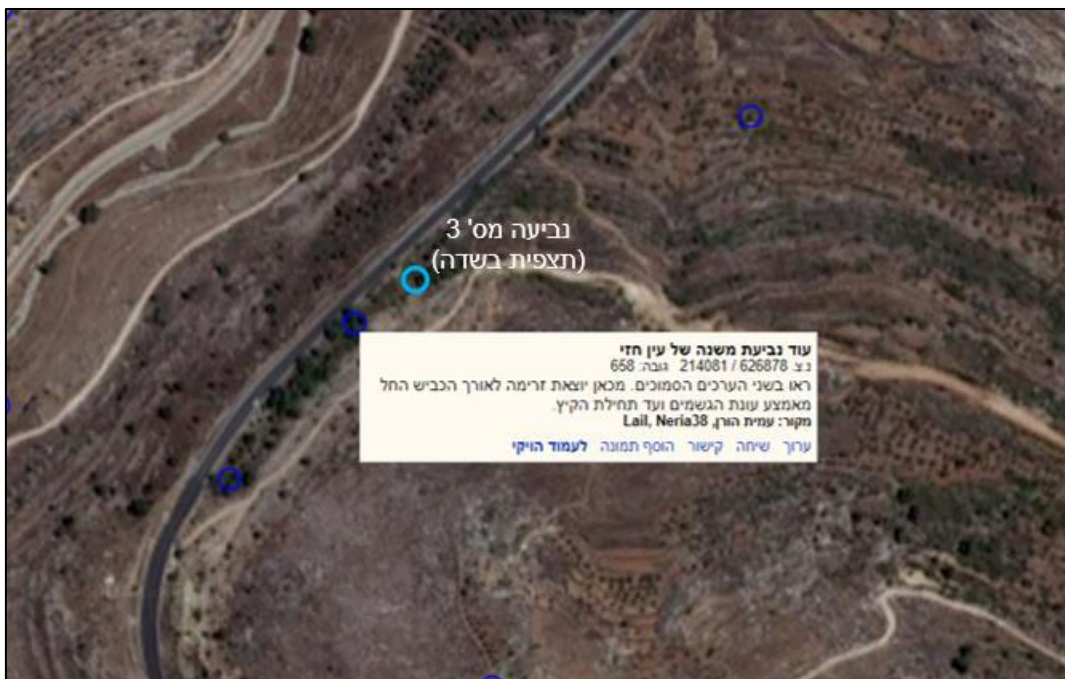 נביעה מס' 3
(תצפית בשדה)
עוד נביעת משנה של עין חזי
נ.צ. 214081 / 626878 גובה: 658
ראו בשני הערכים הסמוכים. מכאן יוצאת זרימה לאורך הכביש החל
מאמצע עונת הגשמים ועד תחילת הקיץ.
מקור: עמית הורן, Lail, Neria38
ערוך שיחה קישור הוסף תמונה לעמוד הויקי